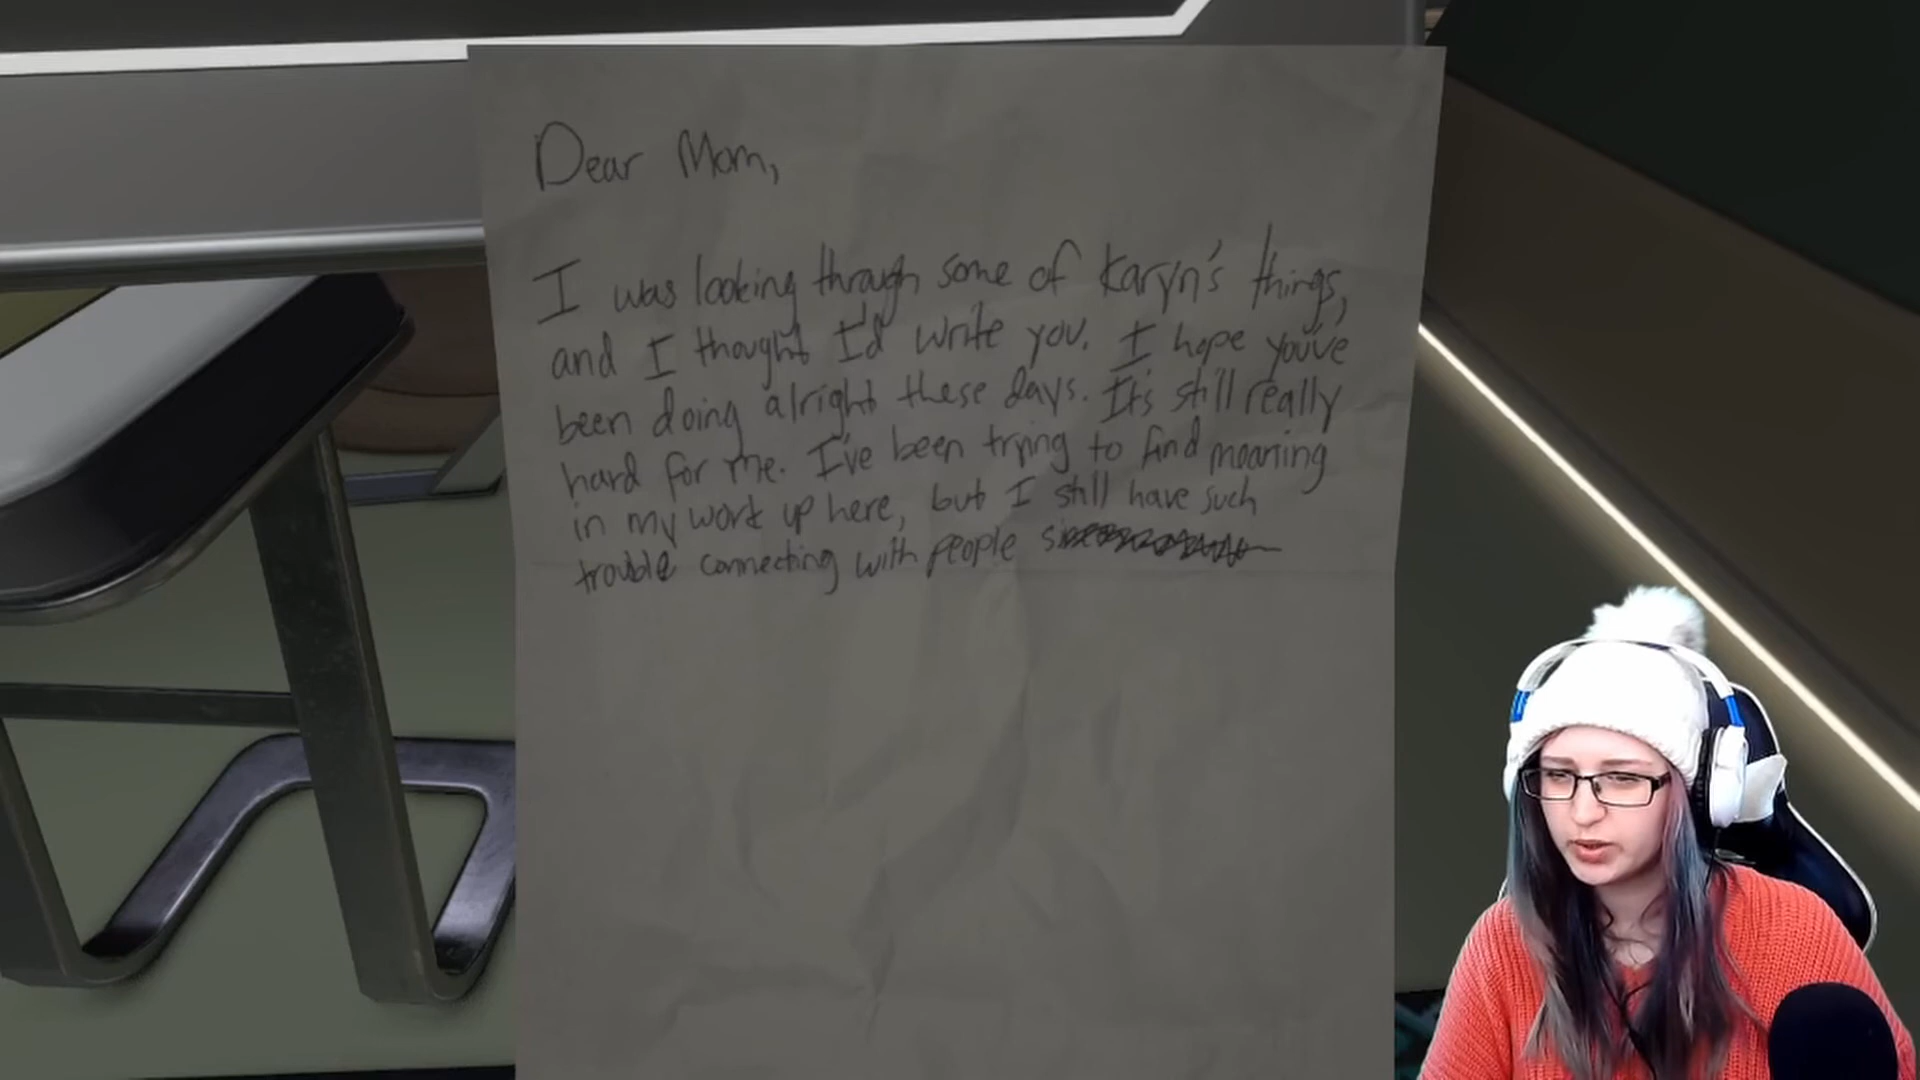 Dear Mom,
I was looking through some of Karyn's things,
and I thought I'd write you. I hope you've
been doing alright these days. It's still really
hard for me. I've been trying to find meaning
in my work up here, but I still have such
trouble connecting with people